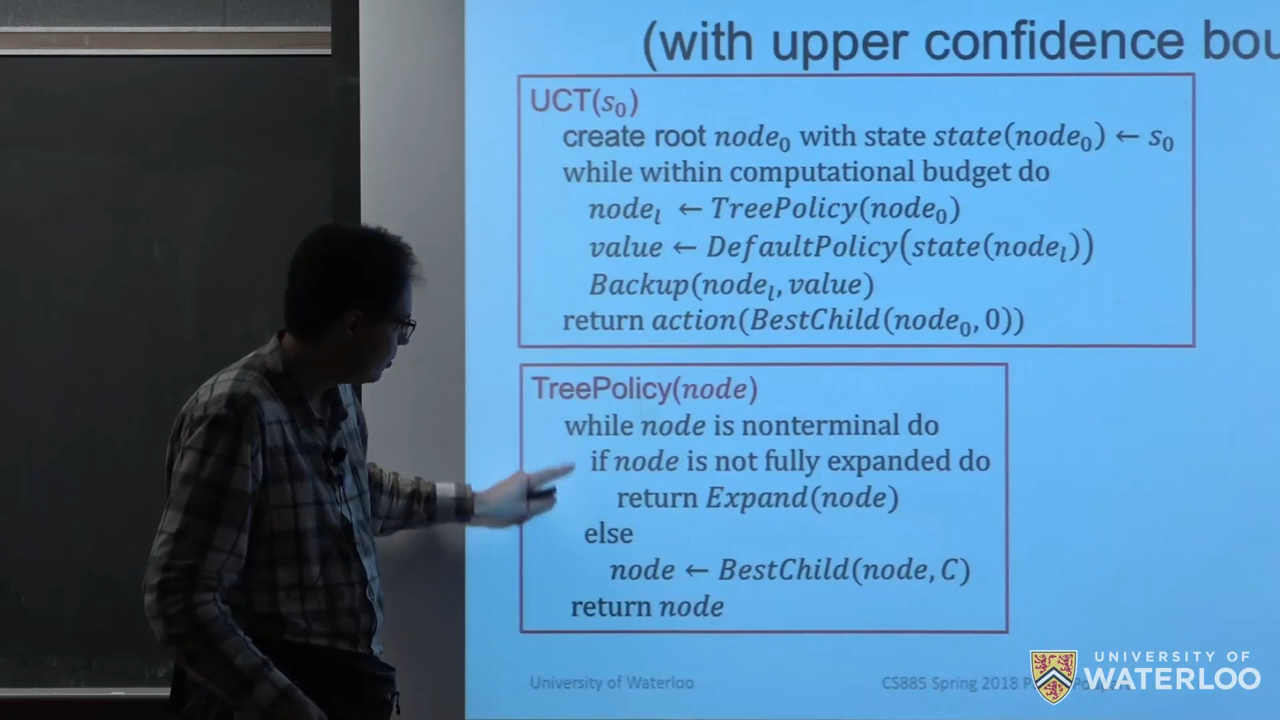 (with upper confidence bou
UCT(s₀)
create root node₀ with state state(node₀) ← s₀
while within computational budget do
nodeₗ ← TreePolicy(node₀)
value ← DefaultPolicy(state(nodeₗ))
Backup(nodeₗ, value)
return action(BestChild(node₀, 0))
TreePolicy(node)
while node is nonterminal do
if node is not fully expanded do
return Expand(node)
else
node ← BestChild(node, C)
return node
University of Waterloo
CS885 Spring 2018
UNIVERSITY OF
WATERLOO